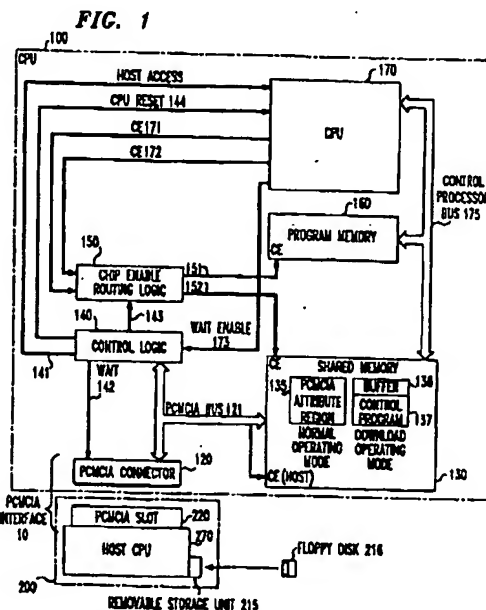 FIG. 1
100
CPU
HOST ACCESS
CPU RESET 144
CE 171
CE 172
170
CPU
CONTROL
PROCESSOR
BUS 175
160
PROGRAM MEMORY
CE
150
CHIP ENABLE
ROUTING LOGIC
151
152
143
140
CONTROL LOGIC
WAIT ENABLE
173
141
WAIT
142
PCMCIA BUS 121
CE
SHARED MEMORY
135
PCMCIA
ATTRIBUTE
REGION
NORMAL
OPERATING
MODE
BUFFER
136
CONTROL
PROGRAM
137
DOWNLOAD
OPERATING
MODE
CE (HOST)
130
120
PCMCIA CONNECTOR
PCMCIA
INTERFACE
10
PCMCIA SLOT
220
HOST CPU
270
200
FLOPPY DISK 216
REMOVABLE STORAGE UNIT 215